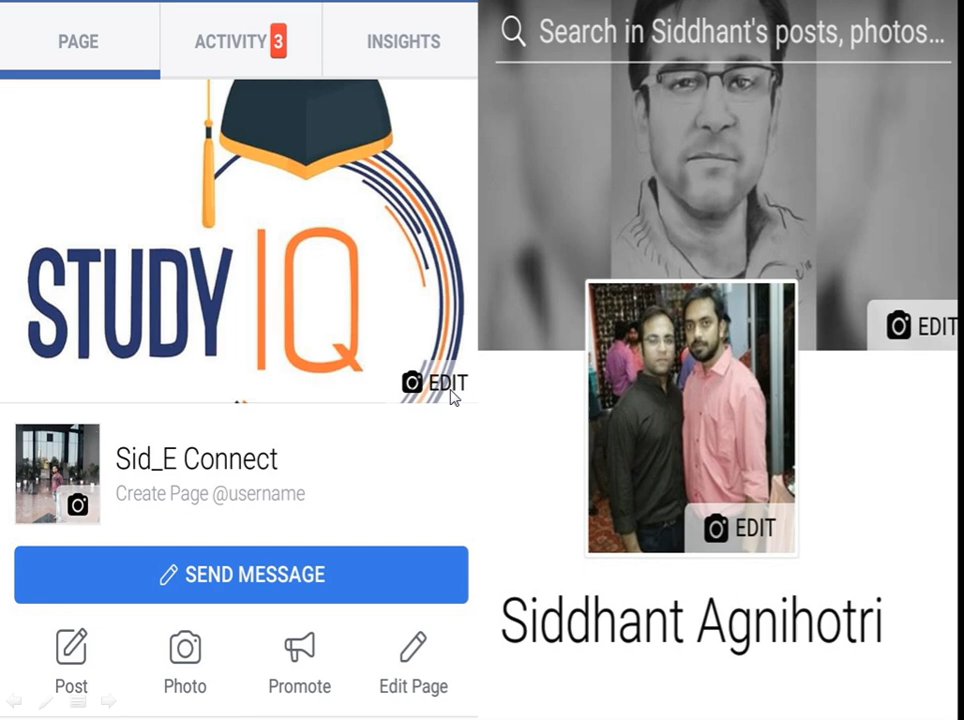 PAGE
ACTIVITY 3
INSIGHTS
STUDY IQ
EDIT
Sid_E Connect
Create Page @username
SEND MESSAGE
Post
Photo
Promote
Edit Page
Search in Siddhant's posts, photos...
EDIT
EDIT
Siddhant Agnihotri